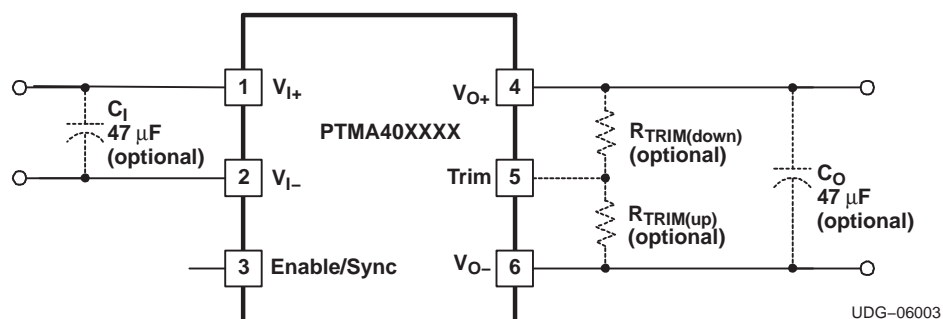 1
V_I+
C_I
47 μF
(optional)
2
V_I–
3
Enable/Sync
PTMA40XXXX
4
V_O+
Trim
5
V_O–
6
R_TRIM(down)
(optional)
R_TRIM(up)
(optional)
C_O
47 μF
(optional)
UDG–06003